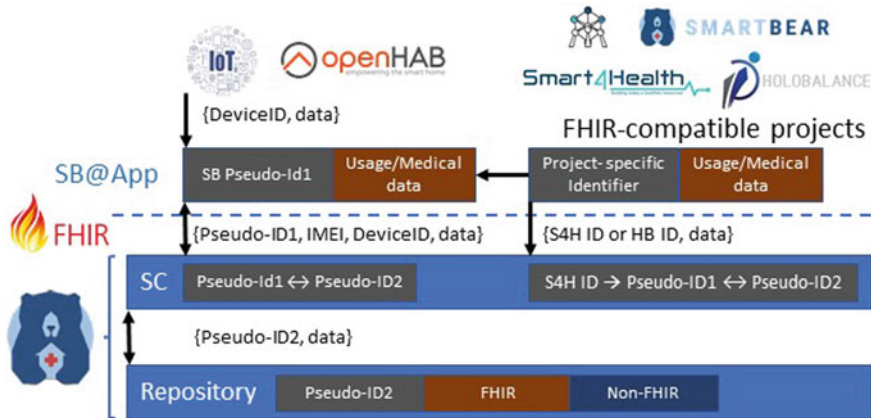 IoT
openHAB
empowering the smart home
SMARTBEAR
Smart4Health
HOLOBALANCE
{DeviceID, data}
FHIR-compatible projects
SB@App
SB Pseudo-Id1
Usage/Medical
data
Project- specific
Identifier
Usage/Medical
data
FHIR
{Pseudo-ID1, IMEI, DeviceID, data}
{S4H ID or HB ID, data}
SC
Pseudo-Id1 ↔ Pseudo-ID2
S4H ID → Pseudo-ID1 ↔ Pseudo-ID2
{Pseudo-ID2, data}
Repository
Pseudo-ID2
FHIR
Non-FHIR